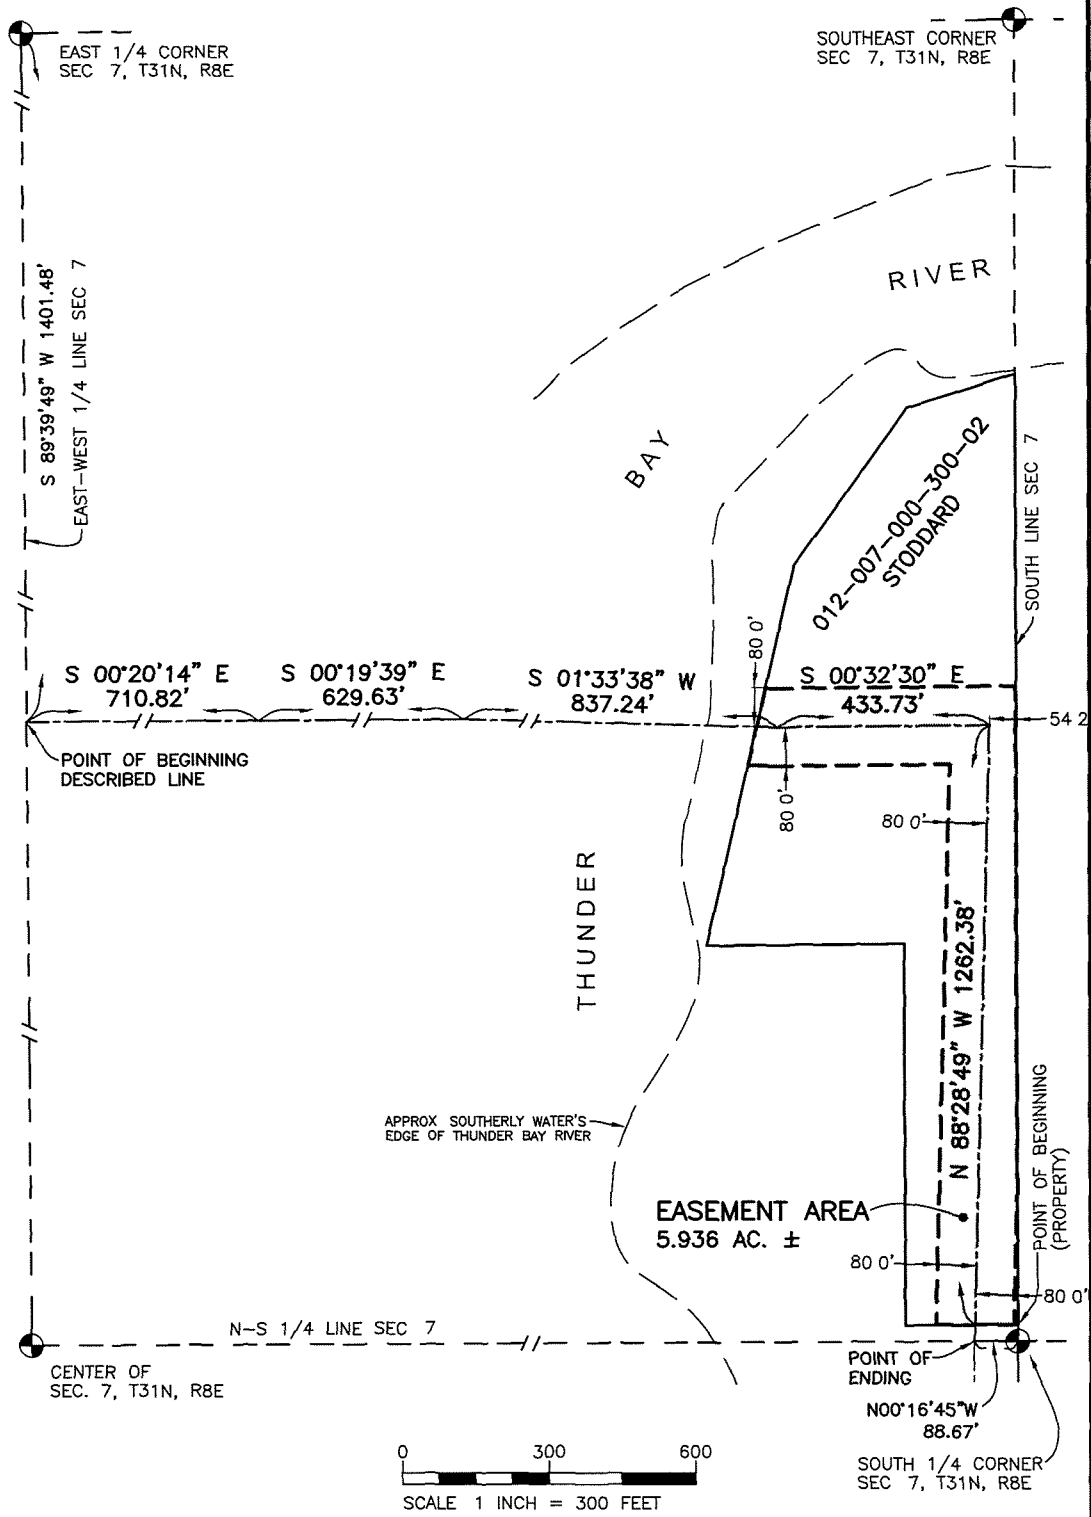 EAST 1/4 CORNER
SEC 7, T31N, R8E
SOUTHEAST CORNER
SEC 7, T31N, R8E
S 89°39'49" W 1401.48'
EAST-WEST 1/4 LINE SEC 7
RIVER
BAY
THUNDER
012-007-000-300-02
STODDARD
SOUTH LINE SEC 7
S 00°20'14" E
710.82'
S 00°19'39" E
629.63'
S 01°33'38" W
837.24'
80 0'
S 00°32'30" E
433.73'
54 2
POINT OF BEGINNING
DESCRIBED LINE
80 0'
80 0'
N 88°28'49" W 1262.38'
APPROX SOUTHERLY WATER'S
EDGE OF THUNDER BAY RIVER
EASEMENT AREA
5.936 AC. ±
POINT OF BEGINNING
(PROPERTY)
80 0'
80 0'
N-S 1/4 LINE SEC 7
CENTER OF
SEC. 7, T31N, R8E
POINT OF
ENDING
N00°16'45"W
88.67'
SOUTH 1/4 CORNER
SEC 7, T31N, R8E
0 300 600
SCALE 1 INCH = 300 FEET